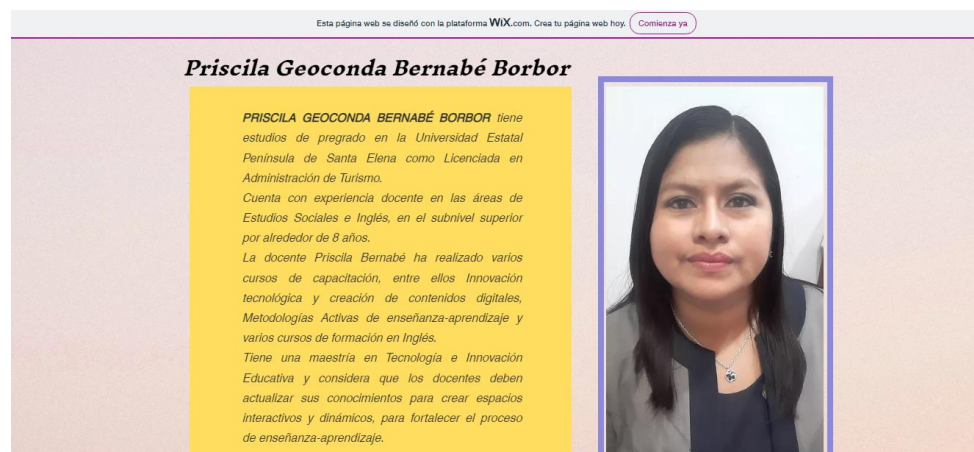 Esta página web se diseñó con la plataforma WiX.com. Crea tu página web hoy. Comienza ya
Priscila Geoconda Bernabé Borbor
PRISCILA GEOCONDA BERNABÉ BORBOR tiene
estudios de pregrado en la Universidad Estatal
Península de Santa Elena como Licenciada en
Administración de Turismo.
Cuenta con experiencia docente en las áreas de
Estudios Sociales e Inglés, en el subnivel superior
por alrededor de 8 años.
La docente Priscila Bernabé ha realizado varios
cursos de capacitación, entre ellos Innovación
tecnológica y creación de contenidos digitales,
Metodologías Activas de enseñanza-aprendizaje y
varios cursos de formación en Inglés.
Tiene una maestría en Tecnología e Innovación
Educativa y considera que los docentes deben
actualizar sus conocimientos para crear espacios
interactivos y dinámicos, para fortalecer el proceso
de enseñanza-aprendizaje.